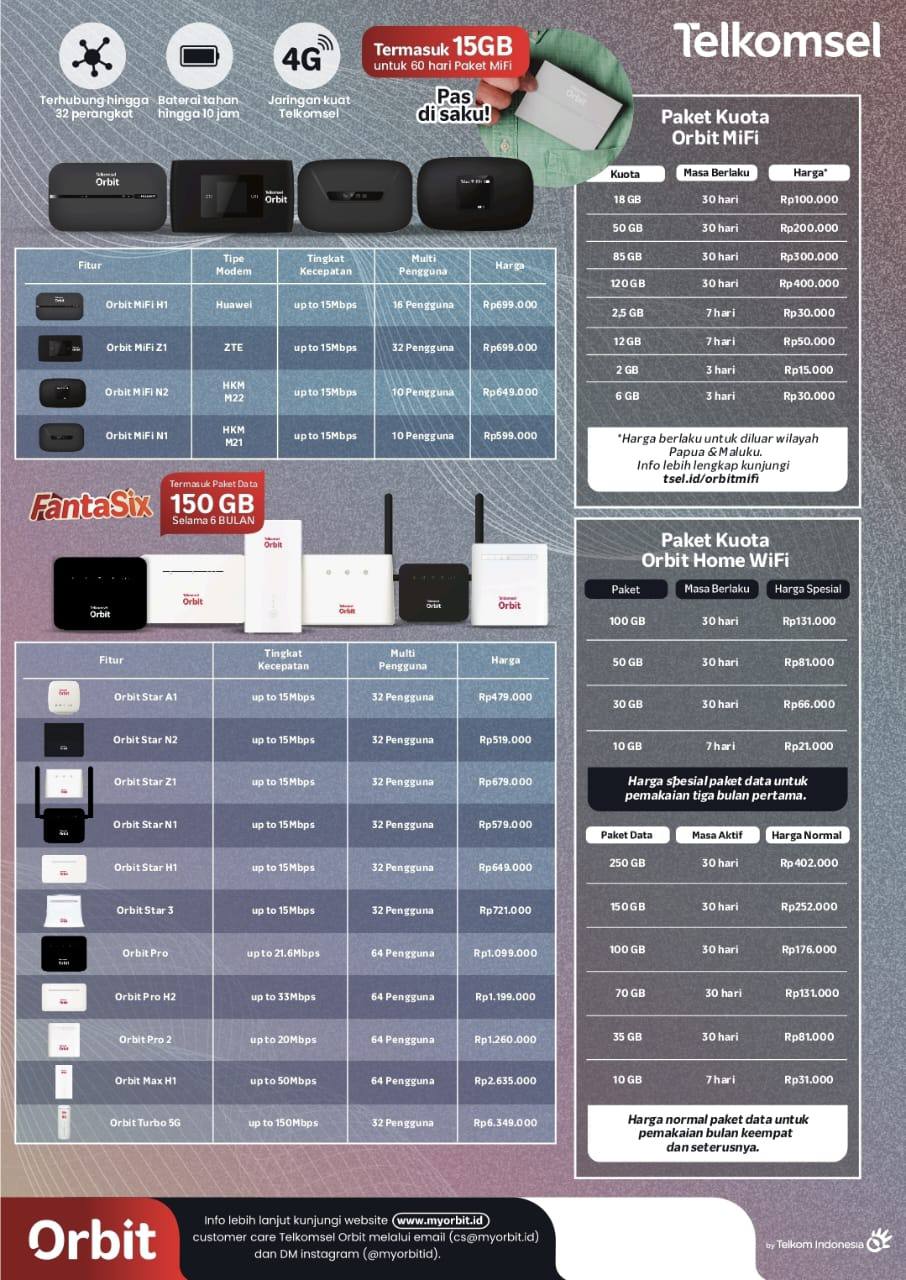 Telkomsel
Terhubung hingga
32 perangkat
Baterai tahan
hingga 10 jam
4G
Jaringan kuat
Telkomsel
Termasuk 15GB
untuk 60 hari Paket MiFi
Pas
di saku!
Telkomsel
Orbit
Telkomsel
Orbit
Fitur
Tipe
Modem
Tingkat
Kecepatan
Multi
Pengguna
Harga
Orbit MiFi H1 Huawei up to 15Mbps 16 Pengguna Rp699.000
Orbit MiFi Z1 ZTE up to 15Mbps 32 Pengguna Rp699.000
Orbit MiFi N2 HKM
M22 up to 15Mbps 10 Pengguna Rp649.000
Orbit MiFi N1 HKM
M21 up to 15Mbps 10 Pengguna Rp599.000
Paket Kuota
Orbit MiFi
Kuota Masa Berlaku Harga*
18 GB 30 hari Rp100.000
50 GB 30 hari Rp200.000
85 GB 30 hari Rp300.000
120 GB 30 hari Rp400.000
2,5 GB 7 hari Rp30.000
12 GB 7 hari Rp50.000
2 GB 3 hari Rp15.000
6 GB 3 hari Rp30.000
*Harga berlaku untuk diluar wilayah
Papua & Maluku.
Info lebih lengkap kunjungi
tsel.id/orbitmifi
FantaSix
Termasuk Paket Data
150 GB
Selama 6 BULAN
Telkomsel
Orbit
Telkomsel
Orbit
Telkomsel
Orbit
Telkomsel
Orbit
Telkomsel
Orbit
Telkomsel
Orbit
Fitur
Tingkat
Kecepatan
Multi
Pengguna
Harga
Orbit Star A1 up to 15Mbps 32 Pengguna Rp479.000
Orbit Star N2 up to 15Mbps 32 Pengguna Rp519.000
Orbit Star Z1 up to 15Mbps 32 Pengguna Rp679.000
Orbit Star N1 up to 15Mbps 32 Pengguna Rp579.000
Orbit Star H1 up to 15Mbps 32 Pengguna Rp649.000
Orbit Star 3 up to 15Mbps 32 Pengguna Rp721.000
Orbit Pro up to 21.6Mbps 64 Pengguna Rp1.099.000
Orbit Pro H2 up to 33Mbps 64 Pengguna Rp1.199.000
Orbit Pro 2 up to 20Mbps 64 Pengguna Rp1.260.000
Orbit Max H1 up to 50Mbps 64 Pengguna Rp2.635.000
Orbit Turbo 5G up to 150Mbps 32 Pengguna Rp6.349.000
Paket Kuota
Orbit Home WiFi
Paket Masa Berlaku Harga Spesial
100 GB 30 hari Rp131.000
50 GB 30 hari Rp81.000
30 GB 30 hari Rp66.000
10 GB 7 hari Rp21.000
Harga spesial paket data untuk
pemakaian tiga bulan pertama.
Paket Data Masa Aktif Harga Normal
250 GB 30 hari Rp402.000
150 GB 30 hari Rp252.000
100 GB 30 hari Rp176.000
70 GB 30 hari Rp131.000
35 GB 30 hari Rp81.000
10 GB 7 hari Rp31.000
Harga normal paket data untuk
pemakaian bulan keempat
dan seterusnya.
Orbit
Info lebih lanjut kunjungi website www.myorbit.id
customer care Telkomsel Orbit melalui email (cs@myorbit.id)
dan DM instagram (@myorbitid).
by Telkom Indonesia